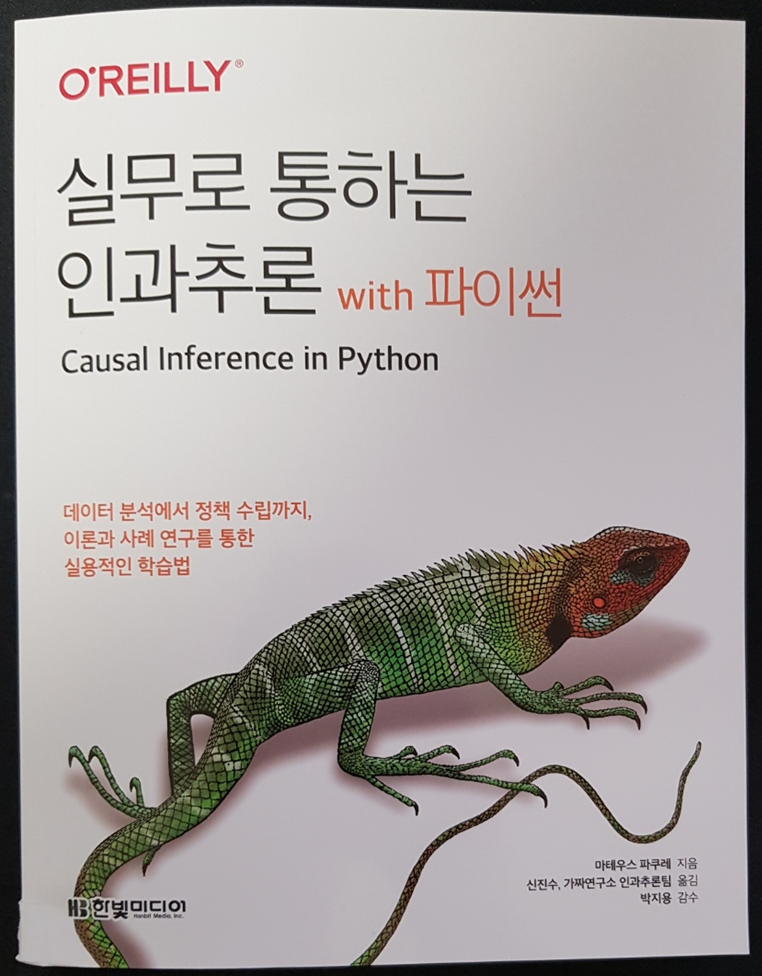 O'REILLY®
실무로 통하는
인과추론 with 파이썬
Causal Inference in Python
데이터 분석에서 정책 수립까지,
이론과 사례 연구를 통한
실용적인 학습법
마테우스 파쿠레 지음
신진수, 가짜연구소 인과추론팀 옮김
박지용 감수
HB 한빛미디어
Hanbit Media, Inc.